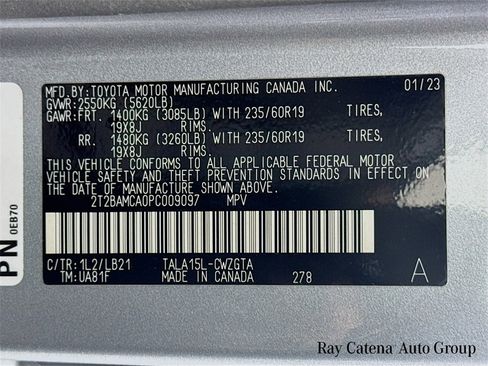 MFD.BY:TOYOTA MOTOR MANUFACTURING CANADA INC. 01/23
GVWR:2550KG (5620LB)
GAWR:FRT. 1400KG (3085LB) WITH 235/60R19 TIRES,
19X8J RIMS.
RR. 1480KG (3260LB) WITH 235/60R19 TIRES,
19X8J RIMS.
THIS VEHICLE CONFORMS TO ALL APPLICABLE FEDERAL MOTOR
VEHICLE SAFETY AND THEFT PREVENTION STANDARDS IN EFFECT ON
THE DATE OF MANUFACTURE SHOWN ABOVE.
2T2BAMCA0PC009097 MPV
C/TR:1L2/LB21 TALA15L-CWZGTA A
TM:UA81F MADE IN CANADA 278
PN 0EB70
Ray Catena Auto Group